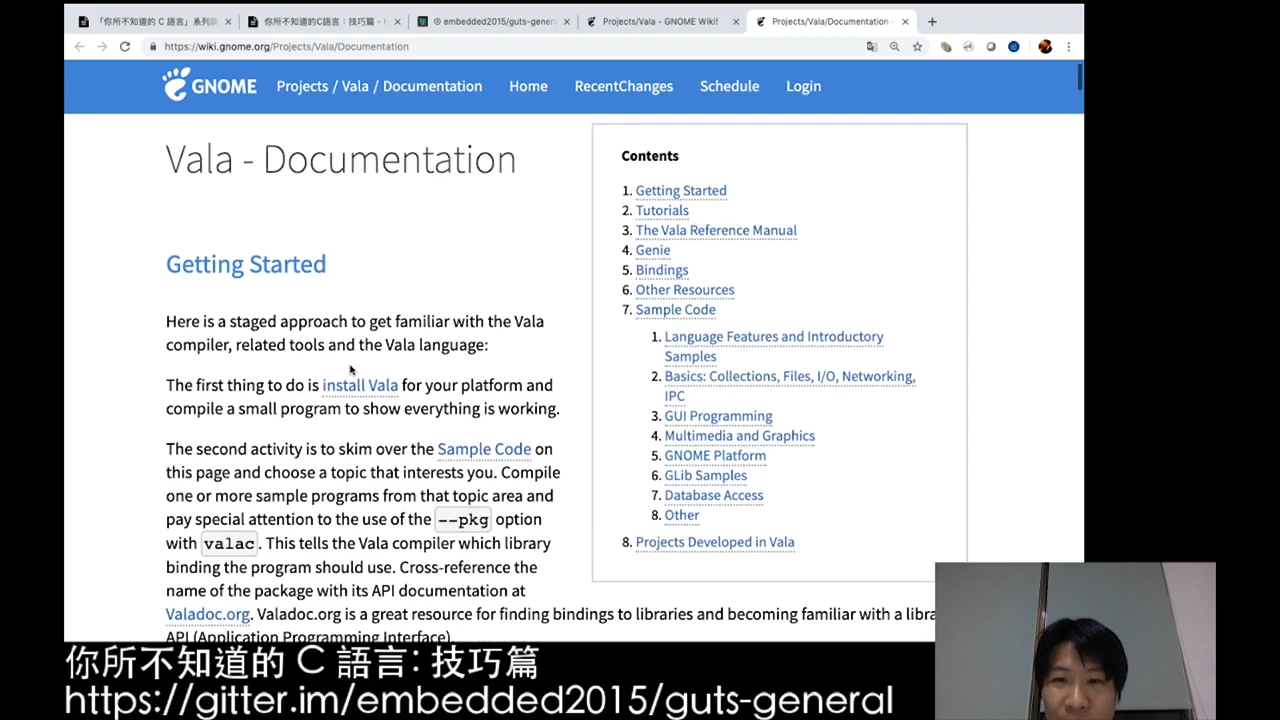 「你所不知道的 C 語言」系列講
你所不知道的C語言：技巧篇 - H
embedded2015/guts-gener
Projects/Vala - GNOME Wiki!
Projects/Vala/Documentation -
https://wiki.gnome.org/Projects/Vala/Documentation
GNOME Projects / Vala / Documentation Home RecentChanges Schedule Login
Vala - Documentation
Contents
1. Getting Started
2. Tutorials
3. The Vala Reference Manual
4. Genie
5. Bindings
6. Other Resources
7. Sample Code
1. Language Features and Introductory
Samples
2. Basics: Collections, Files, I/O, Networking,
IPC
3. GUI Programming
4. Multimedia and Graphics
5. GNOME Platform
6. GLib Samples
7. Database Access
8. Other
8. Projects Developed in Vala
Getting Started
Here is a staged approach to get familiar with the Vala
compiler, related tools and the Vala language:
The first thing to do is install Vala for your platform and
compile a small program to show everything is working.
The second activity is to skim over the Sample Code on
this page and choose a topic that interests you. Compile
one or more sample programs from that topic area and
pay special attention to the use of the --pkg option
with valac. This tells the Vala compiler which library
binding the program should use. Cross-reference the
name of the package with its API documentation at
Valadoc.org. Valadoc.org is a great resource for finding bindings to libraries and becoming familiar with a libra
API (Application Programming Interface).
你所不知道的 C 語言: 技巧篇
https://gitter.im/embedded2015/guts-general